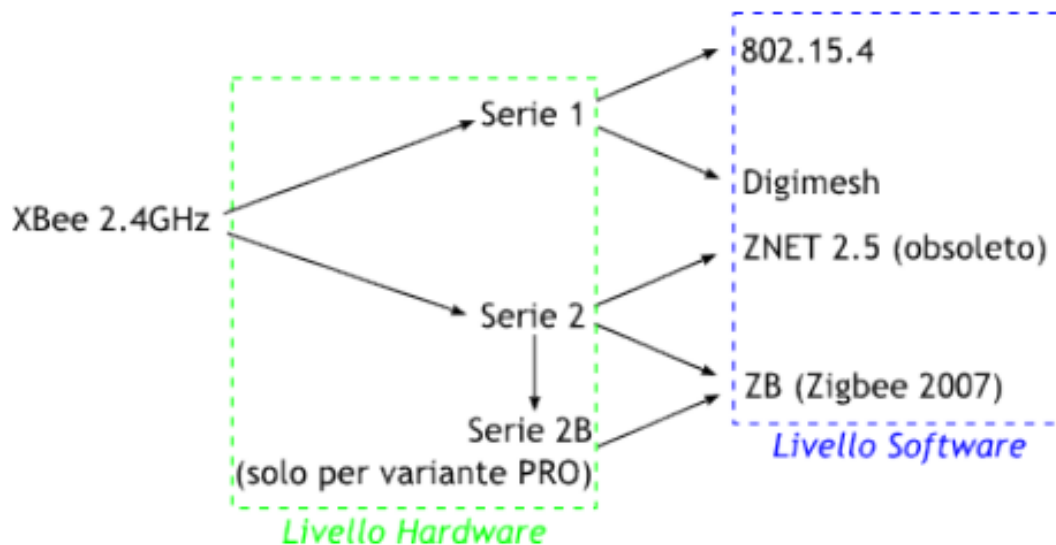 802.15.4
Serie 1
Digimesh
XBee 2.4GHz
ZNET 2.5 (obsoleto)
Serie 2
ZB (Zigbee 2007)
Serie 2B
(solo per variante PRO)
Livello Software
Livello Hardware